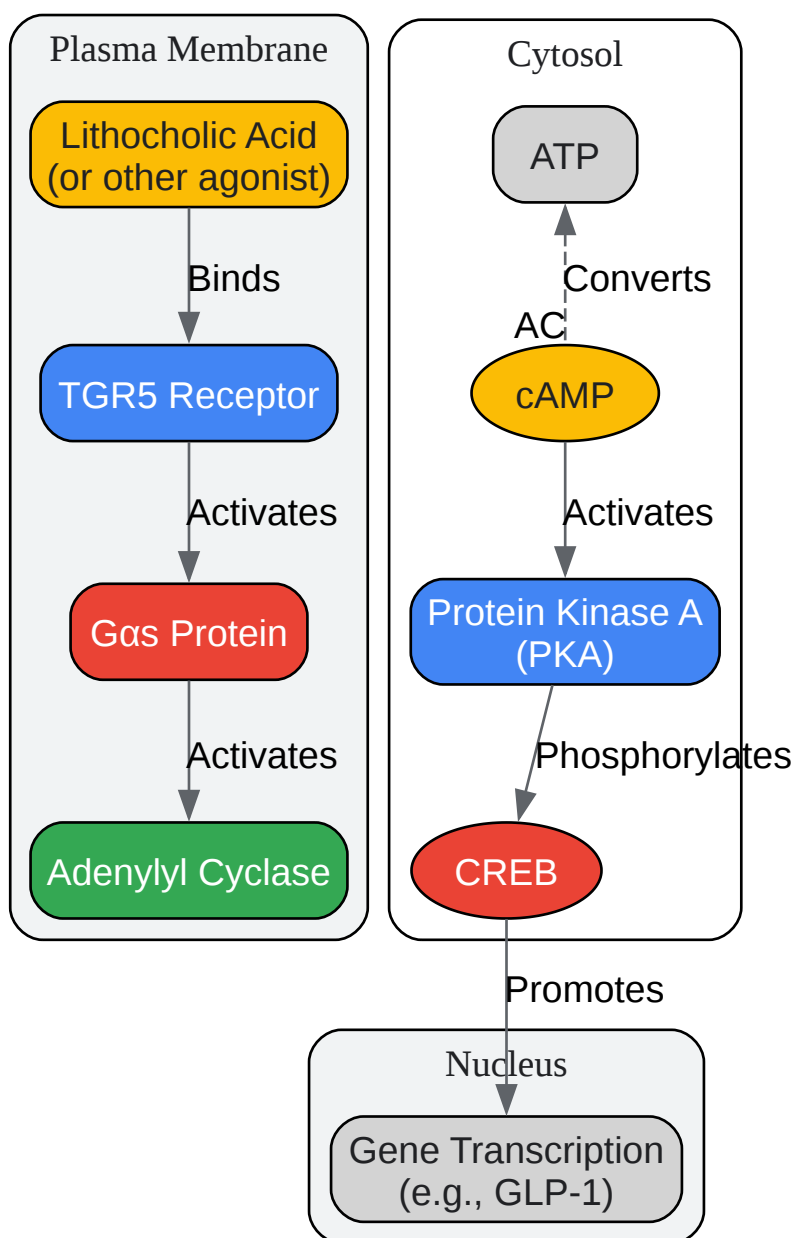 Plasma Membrane
Lithocholic Acid
(or other agonist)
Binds
TGR5 Receptor
Activates
Gαs Protein
Activates
Adenylyl Cyclase
Cytosol
ATP
Converts
AC
cAMP
Activates
Protein Kinase A
(PKA)
Phosphorylates
CREB
Promotes
Nucleus
Gene Transcription
(e.g., GLP-1)